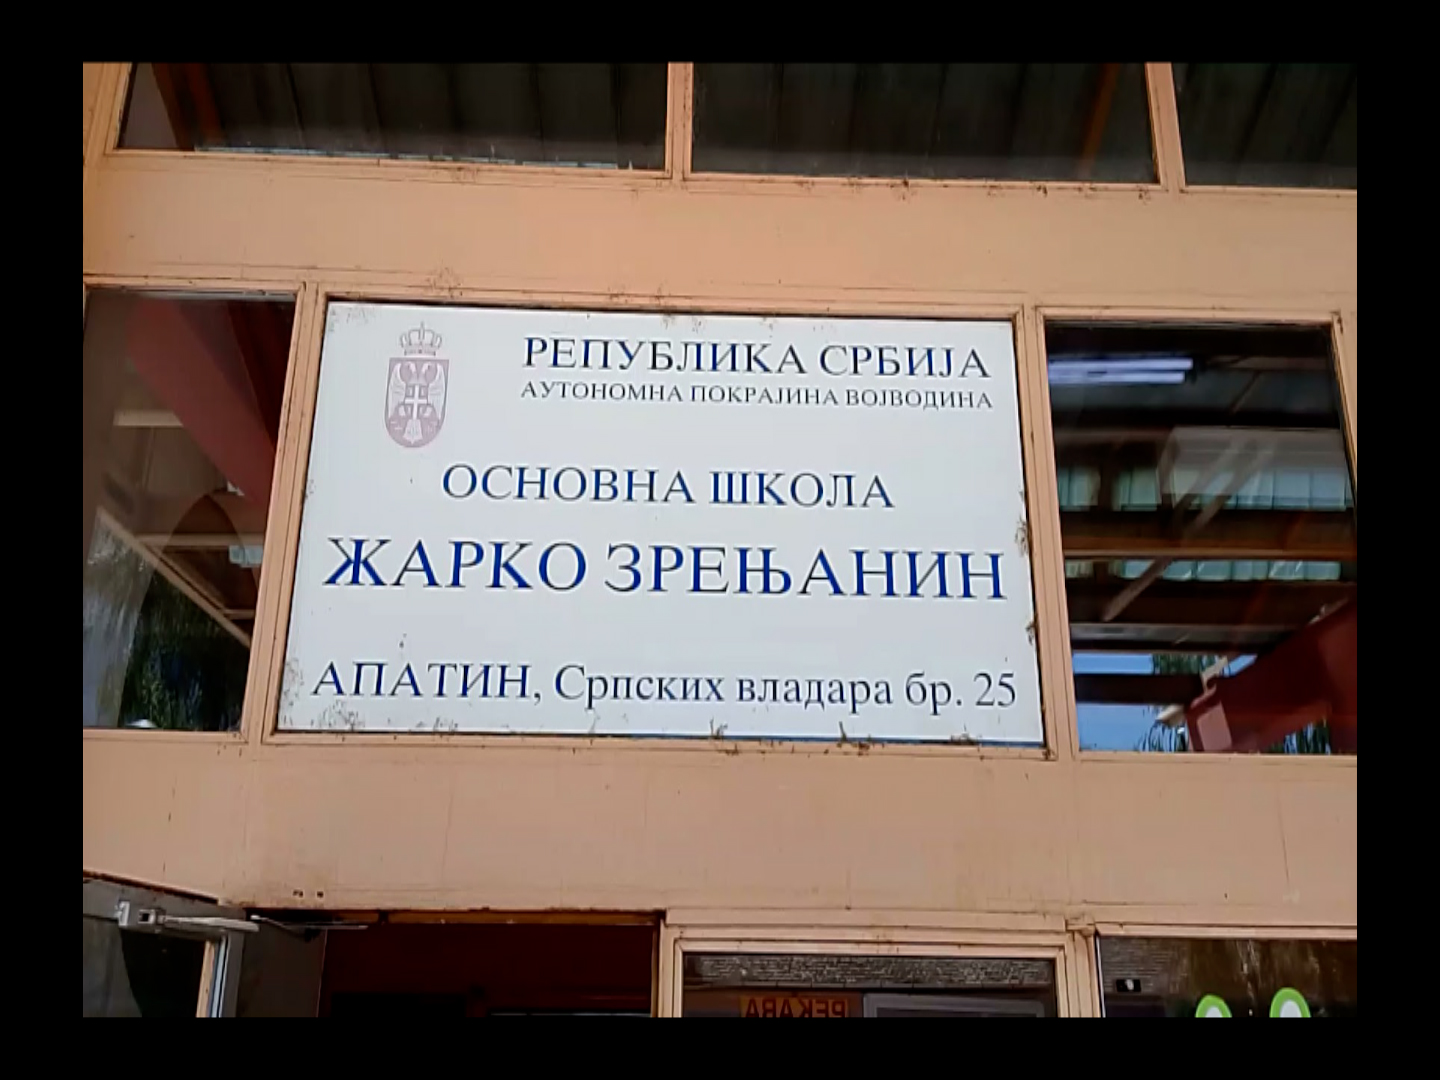 РЕПУБЛИКА СРБИЈА
АУТОНОМНА ПОКРАЈИНА ВОЈВОДИНА
ОСНОВНА ШКОЛА
ЖАРКО ЗРЕЊАНИН
АПАТИН, Српских владара бр. 25